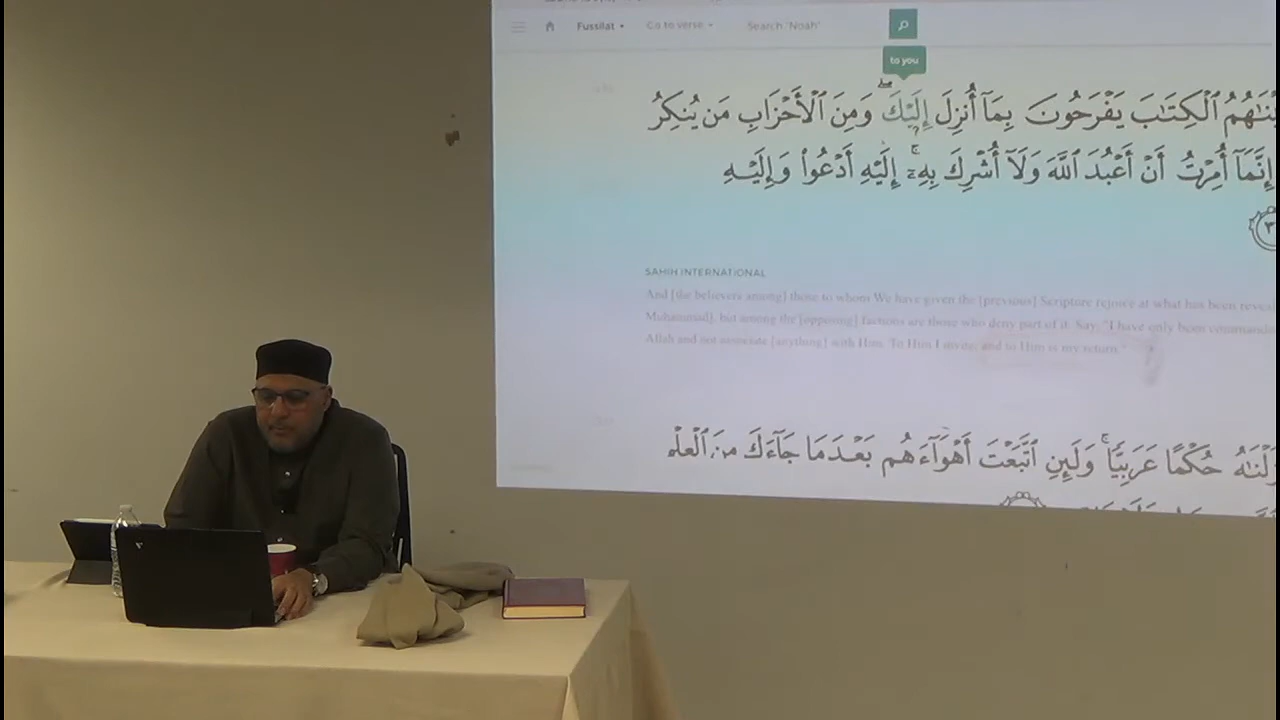 Fussilat Go to verse Search "Noah"
to you
ٱلْكِتَـٰبَ يَفْرَحُونَ بِمَآ أُنزِلَ إِلَيْكَ ۖ وَمِنَ ٱلْأَحْزَابِ مَن يُنكِرُ
إِنَّمَآ أُمِرْتُ أَنْ أَعْبُدَ ٱللَّهَ وَلَآ أُشْرِكَ بِهِۦٓ ۚ إِلَيْهِ أَدْعُوا۟ وَإِلَيْهِ
SAHIH INTERNATIONAL
And [the believers among] those to whom We have given the [previous] Scripture rejoice at what has been
Muhammad], but among the [opposing] factions are those who deny part of it. Say, "I have only been
Allah and not associate [anything] with Him. To Him I invite, and to Him is my return."
حُكْمًا عَرَبِيًّا ۚ وَلَئِنِ ٱتَّبَعْتَ أَهْوَآءَهُم بَعْدَمَا جَآءَكَ مِنَ ٱلْعِلْمِ